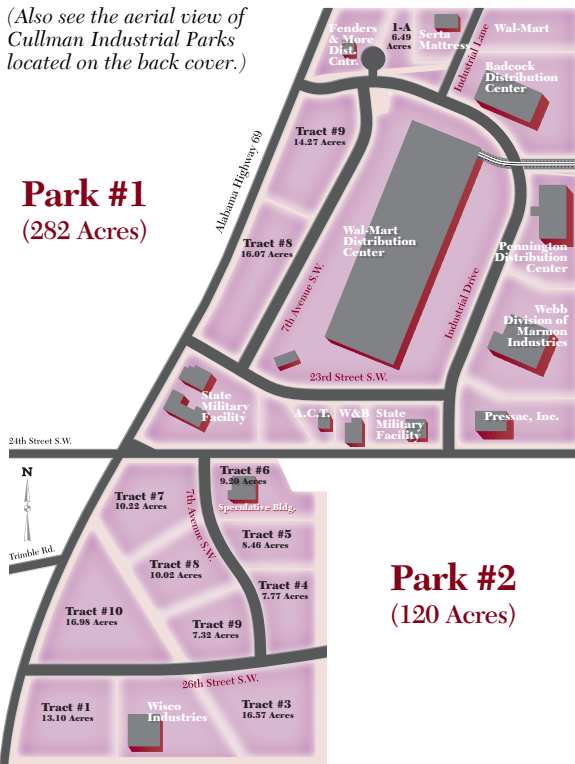 (Also see the aerial view of
Cullman Industrial Parks
located on the back cover.)
Fenders
& More
Dist.
Cntr.
1-A
6.49
Acres
Serta
Mattress
Industrial Lane
Wal-Mart
Badcock
Distribution
Center
Tract #9
14.27 Acres
Alabama Highway 69
Park #1
(282 Acres)
Tract #8
16.07 Acres
Wal-Mart
Distribution
Center
7th Avenue S.W.
Industrial Drive
Pennington
Distribution
Center
Webb
Division of
Marmon
Industries
23rd Street S.W.
State
Military
Facility
A.C.T.
W&B
State
Military
Facility
Pressac, Inc.
24th Street S.W.
N
Trimble Rd.
Tract #7
10.22 Acres
7th Avenue S.W.
Tract #6
9.20 Acres
Speculative Bldg.
Tract #5
8.46 Acres
Tract #8
10.02 Acres
Tract #4
7.77 Acres
Park #2
(120 Acres)
Tract #10
16.98 Acres
Tract #9
7.32 Acres
26th Street S.W.
Tract #1
13.10 Acres
Wisco
Industries
Tract #3
16.57 Acres